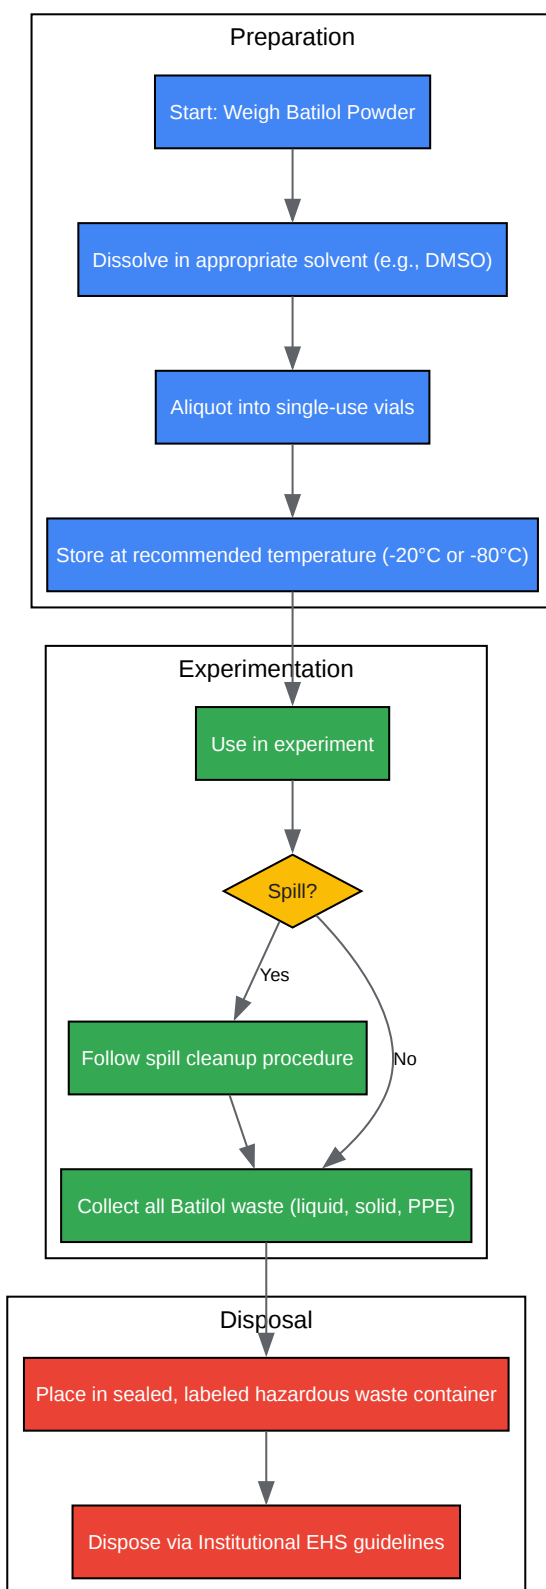 Preparation
Start: Weigh Batilol Powder
Dissolve in appropriate solvent (e.g., DMSO)
Aliquot into single-use vials
Store at recommended temperature (-20°C or -80°C)
Experimentation
Use in experiment
Spill?
Yes
Follow spill cleanup procedure
No
Collect all Batilol waste (liquid, solid, PPE)
Disposal
Place in sealed, labeled hazardous waste container
Dispose via Institutional EHS guidelines